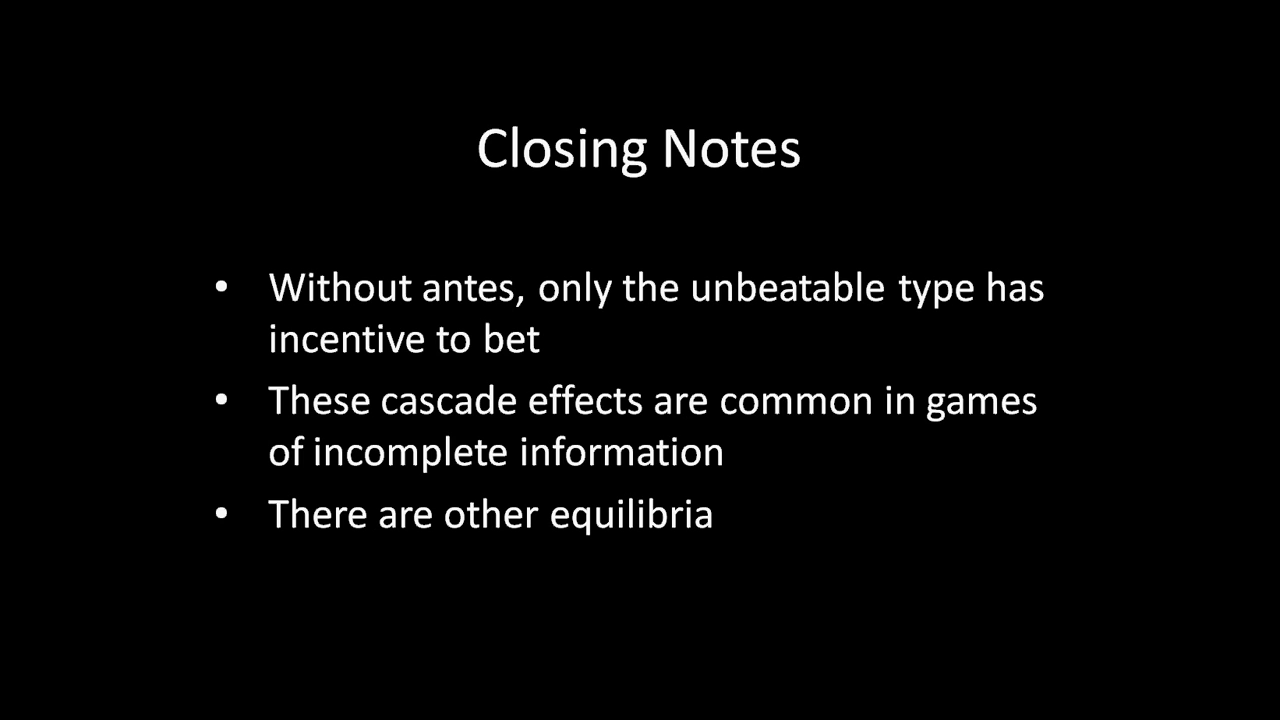 Closing Notes
• Without antes, only the unbeatable type has
incentive to bet
• These cascade effects are common in games
of incomplete information
• There are other equilibria